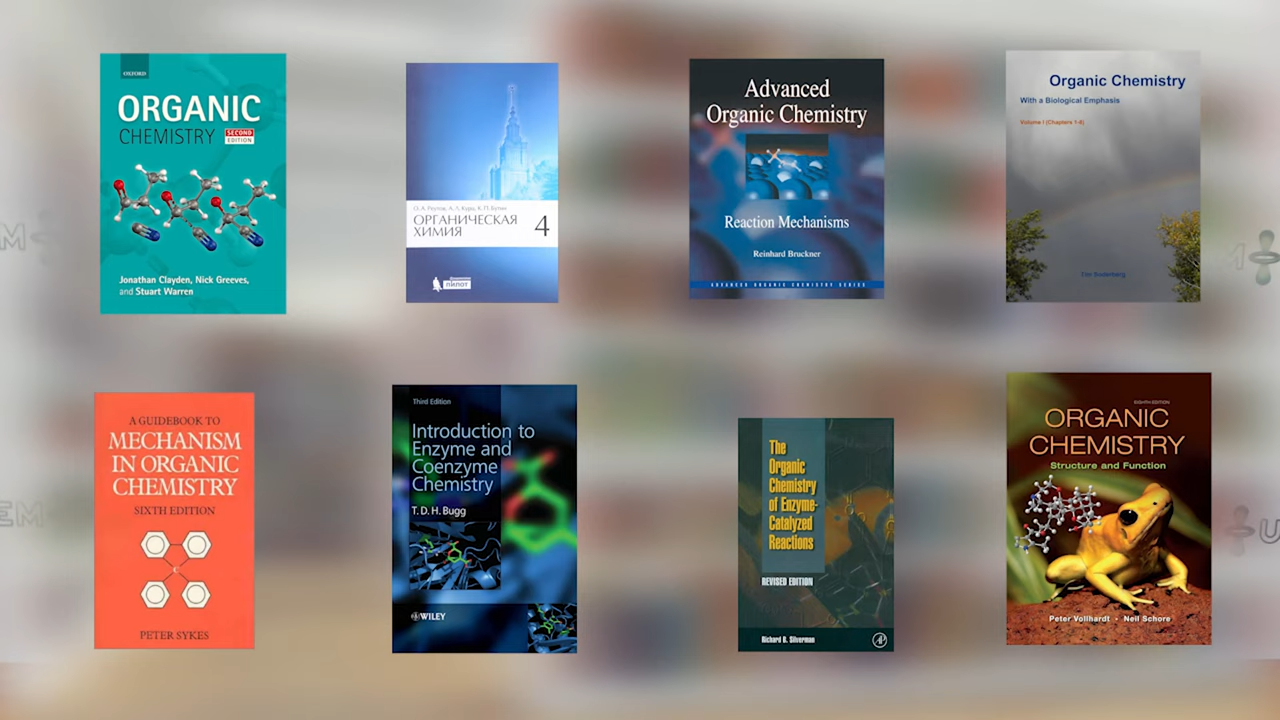 OXFORD
ORGANIC
CHEMISTRY
SECOND
EDITION
Jonathan Clayden, Nick Greeves,
and Stuart Warren
О. А. Реутов, А. Л. Курц, К. П. Бутин
ОРГАНИЧЕСКАЯ
ХИМИЯ
4
ПИЛОТ
Advanced
Organic Chemistry
Reaction Mechanisms
Reinhard Bruckner
ADVANCED ORGANIC CHEMISTRY SERIES
Organic Chemistry
With a Biological Emphasis
Volume I (Chapters 1-8)
Tim Soderberg
A GUIDEBOOK TO
MECHANISM
IN ORGANIC
CHEMISTRY
SIXTH EDITION
C
PETER SYKES
Third Edition
Introduction to
Enzyme and
Coenzyme
Chemistry
T. D. H. Bugg
WILEY
The
Organic
Chemistry
of Enzyme-
Catalyzed
Reactions
REVISED EDITION
Richard B. Silverman
EIGHTH EDITION
ORGANIC
CHEMISTRY
Structure and Function
Peter Vollhardt • Neil Schore